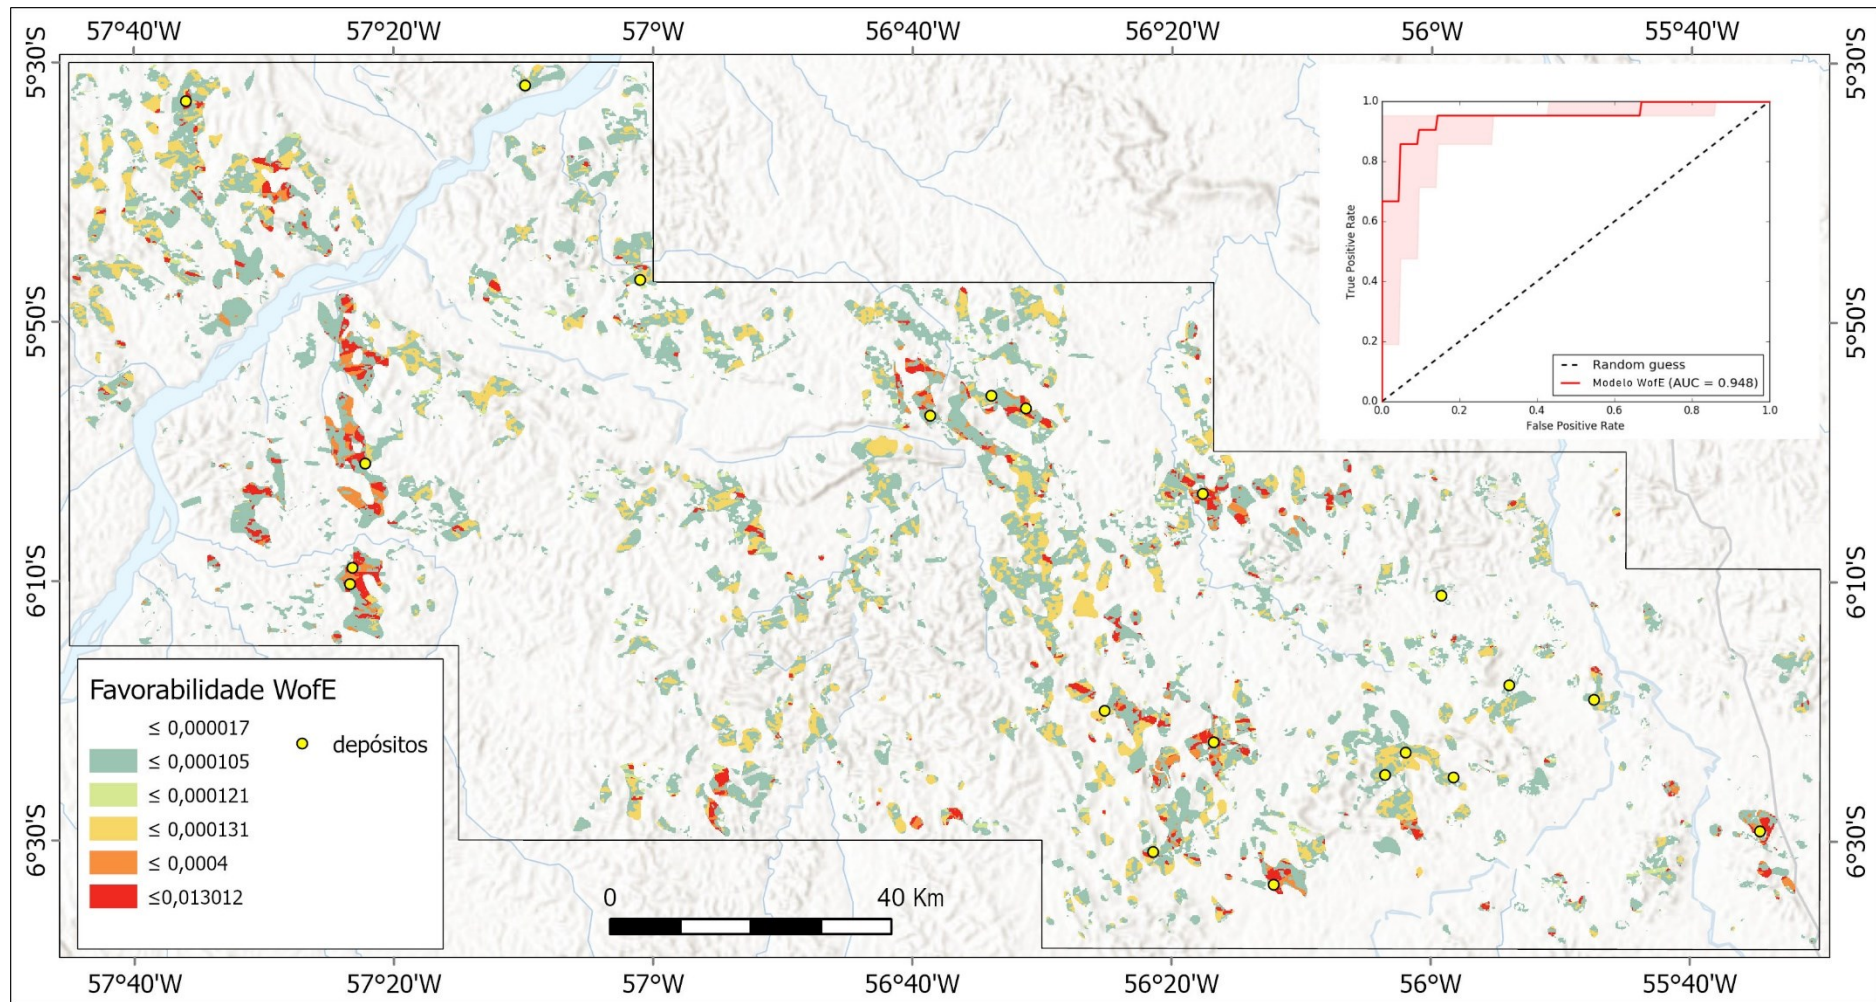 57°40'W 57°20'W 57°W 56°40'W 56°20'W 56°W 55°40'W
5°30'S
5°30'S
5°50'S
5°50'S
6°10'S
6°10'S
6°30'S
6°30'S
1.0
0.8
0.6
0.4
0.2
0.0
True Positive Rate
Random guess
Modelo WofE (AUC = 0.948)
0.0 0.2 0.4 0.6 0.8 1.0
False Positive Rate
Favorabilidade WofE
≤ 0,000017
≤ 0,000105
≤ 0,000121
≤ 0,000131
≤ 0,0004
≤0,013012
depósitos
0 40 Km
57°40'W 57°20'W 57°W 56°40'W 56°20'W 56°W 55°40'W